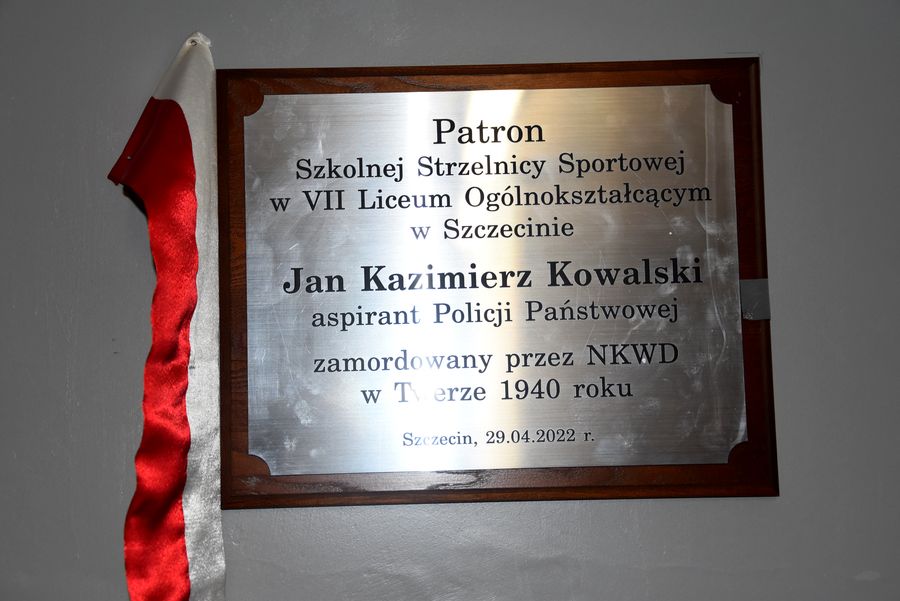 Patron
Szkolnej Strzelnicy Sportowej
w VII Liceum Ogólnokształcącym
w Szczecinie
Jan Kazimierz Kowalski
aspirant Policji Państwowej
zamordowany przez NKWD
w Twerze 1940 roku
Szczecin, 29.04.2022 r.